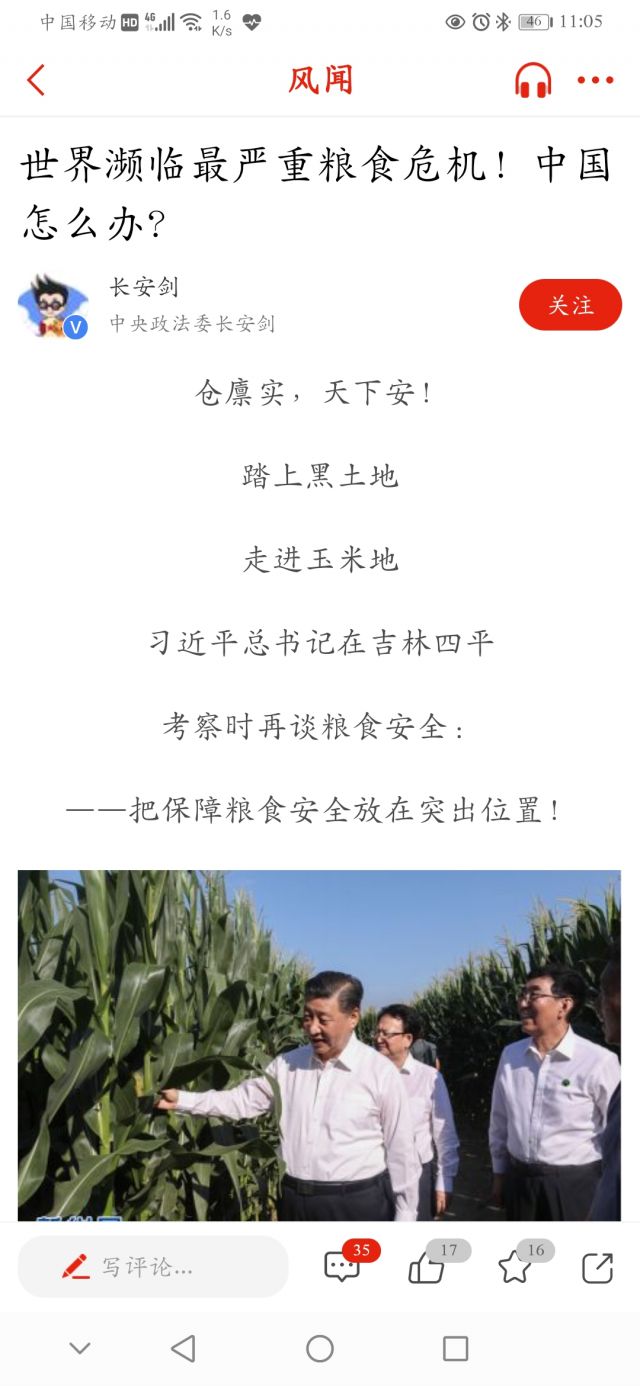 中国移动 HD 4G 1.6 K/s 46 11:05
风闻
世界濒临最严重粮食危机！中国
怎么办？
长安剑
V
中央政法委长安剑
关注
仓廪实，天下安！
踏上黑土地
走进玉米地
习近平总书记在吉林四平
考察时再谈粮食安全：
——把保障粮食安全放在突出位置！
写评论...
35
17
16